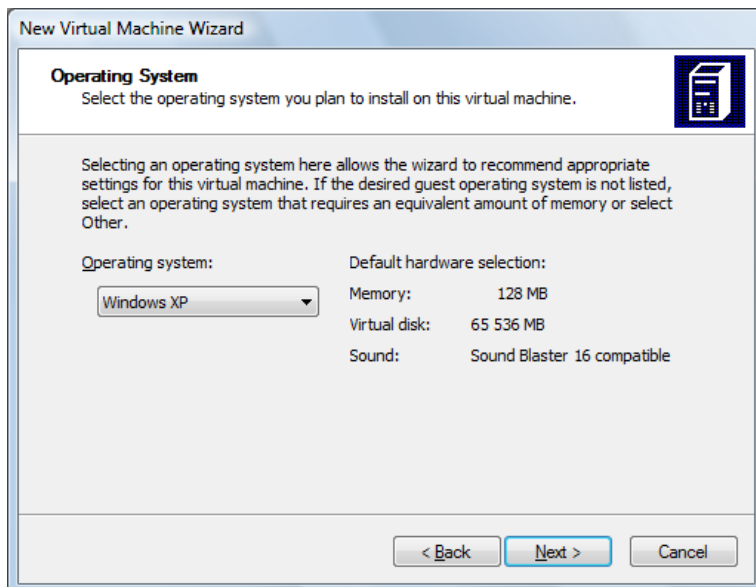 New Virtual Machine Wizard
Operating System
Select the operating system you plan to install on this virtual machine.
Selecting an operating system here allows the wizard to recommend appropriate
settings for this virtual machine. If the desired guest operating system is not listed,
select an operating system that requires an equivalent amount of memory or select
Other.
Operating system:
Windows XP
Default hardware selection:
Memory: 128 MB
Virtual disk: 65 536 MB
Sound: Sound Blaster 16 compatible
< Back Next > Cancel